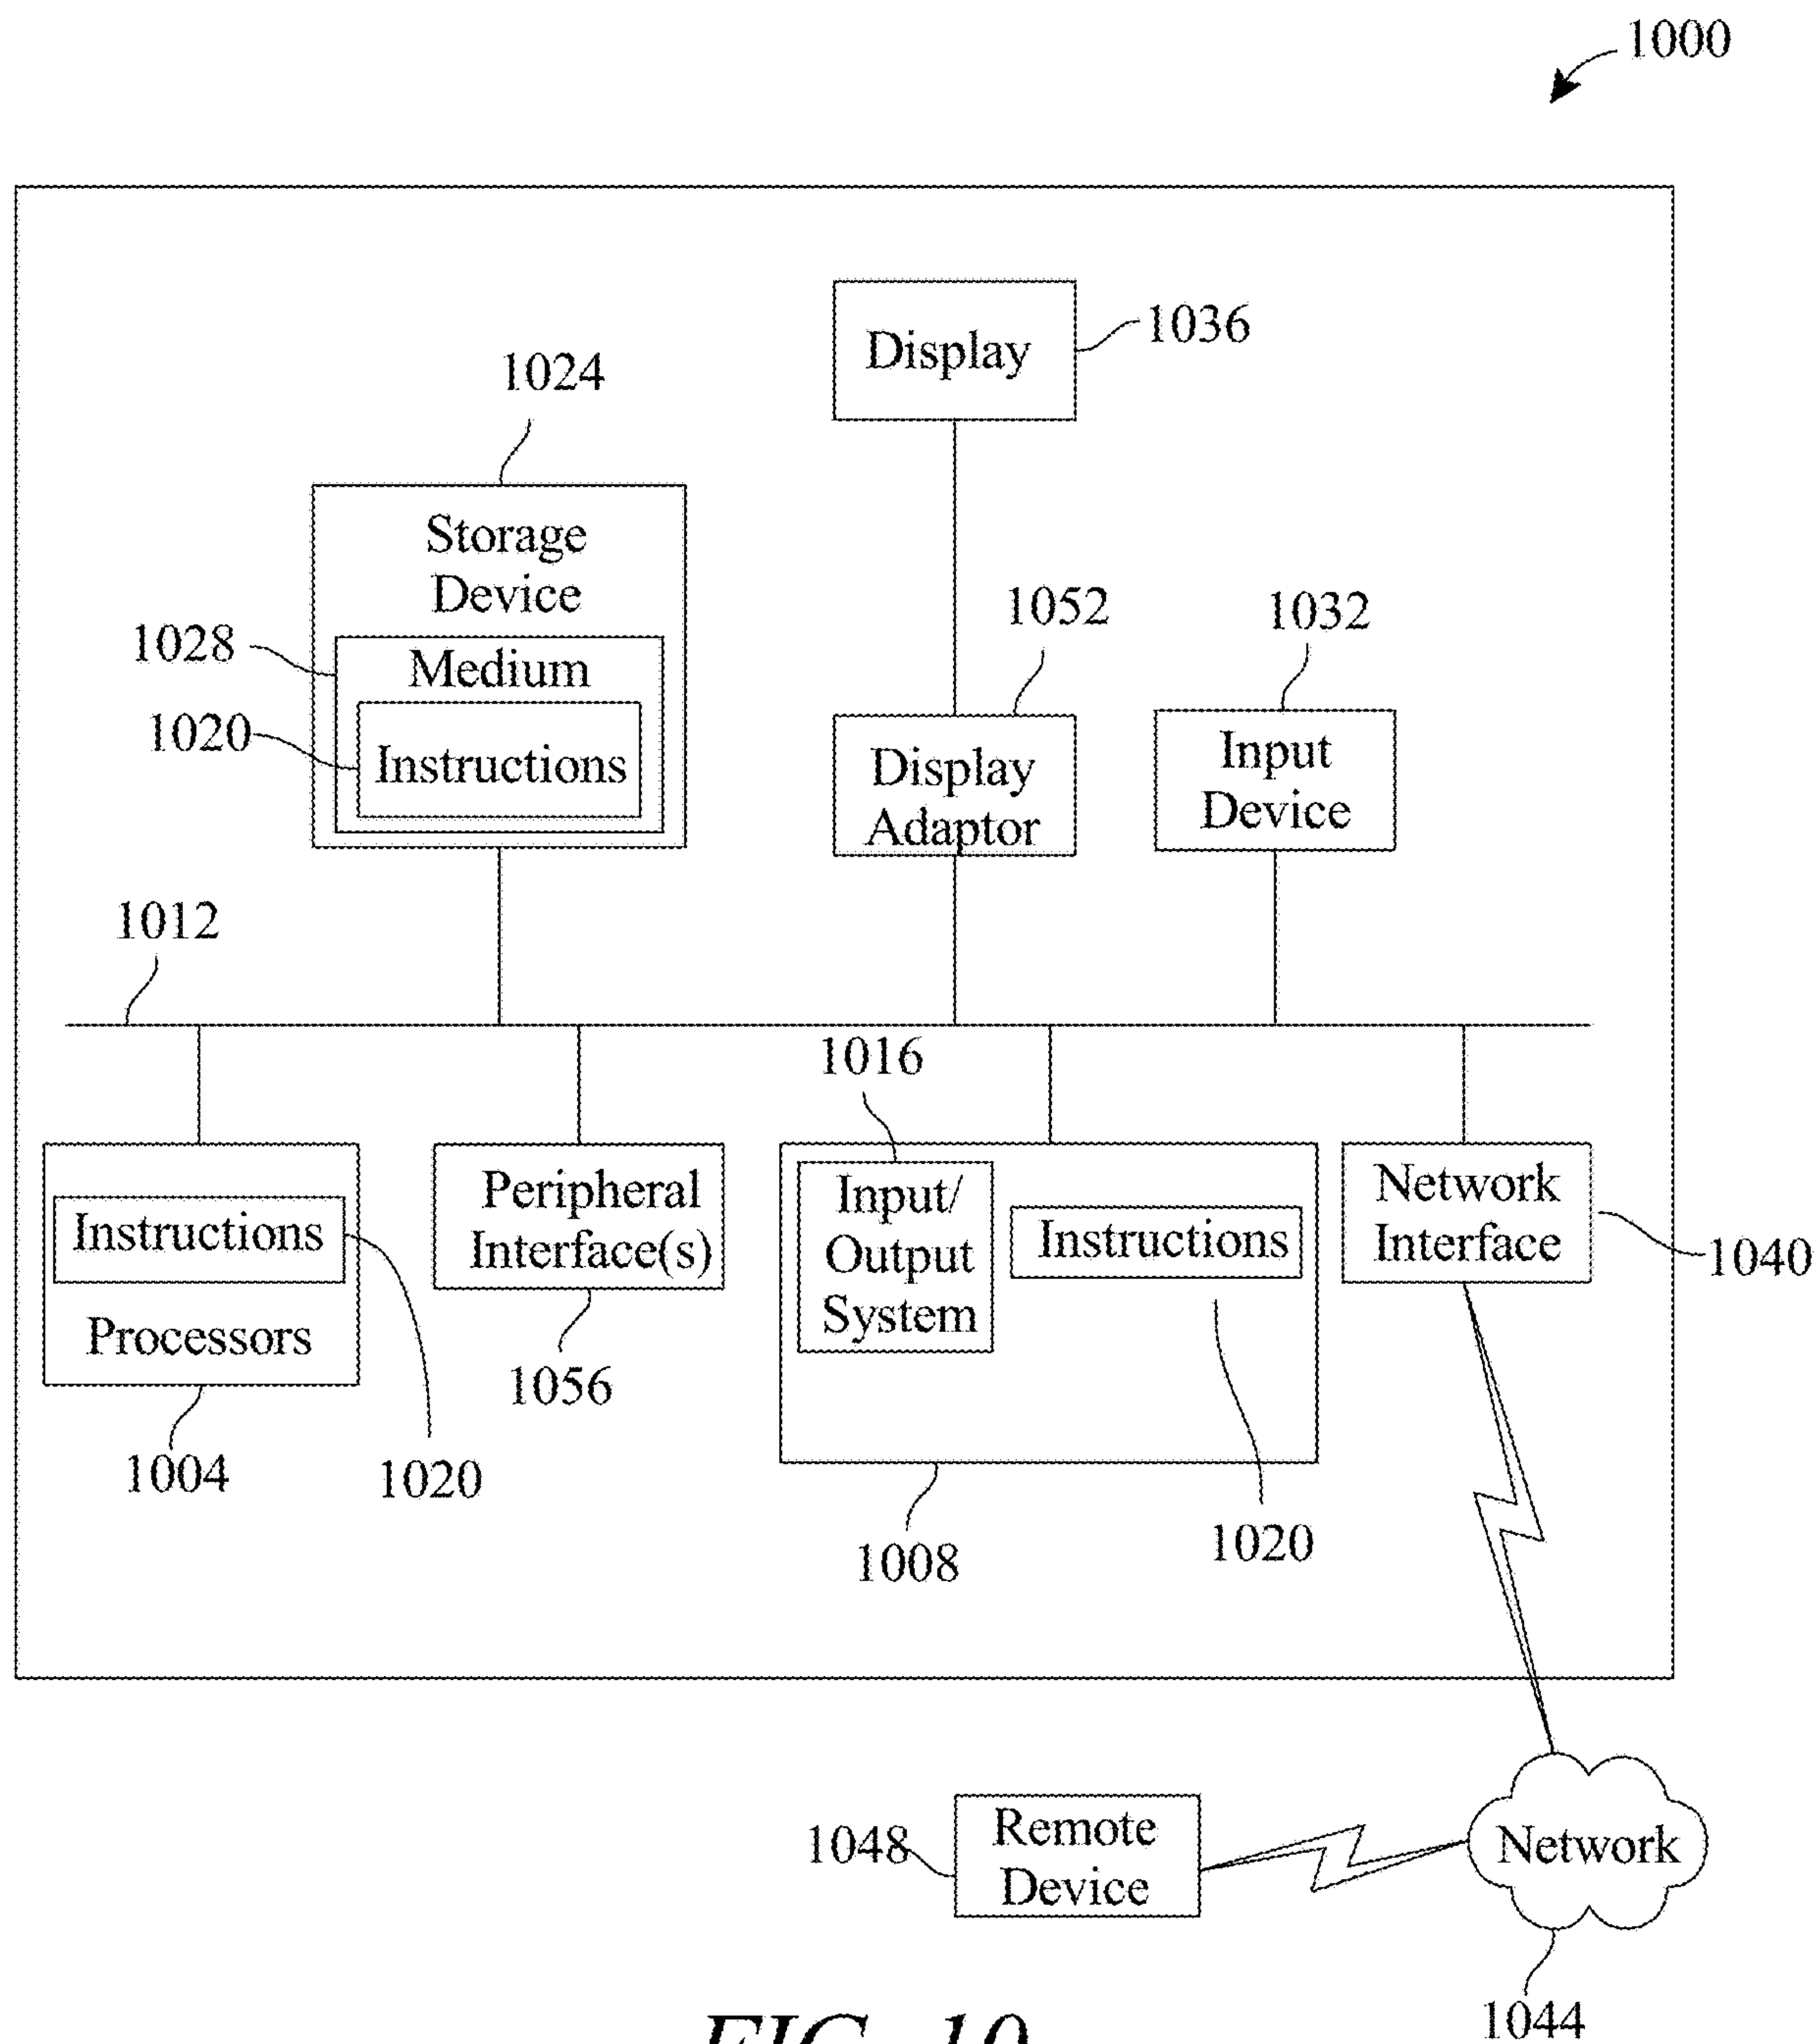 1000
Display
1036
1024
Storage
Device
1052
1032
1028
Medium
1020
Instructions
Display
Adaptor
Input
Device
1012
1016
Instructions
Processors
Peripheral
Interface(s)
Input/
Output
System
Instructions
Network
Interface
1040
1004
1020
1056
1008
1020
1048
Remote
Device
Network
1044
FIG. 10